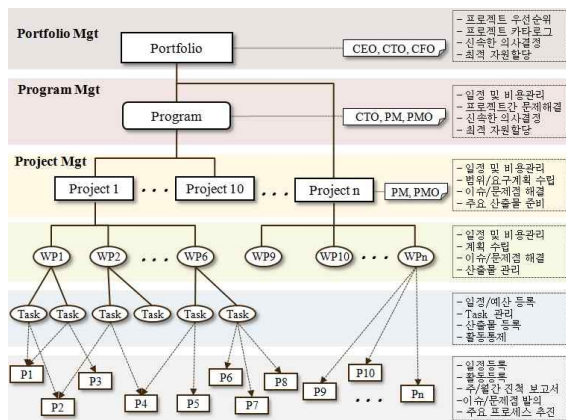 Portfolio Mgt
Portfolio
CEO, CTO, CFO
- 프로젝트 우선순위
- 프로젝트 카타로그
- 신속한 의사결정
- 최적 자원할당
Program Mgt
Program
CTO, PM, PMO
- 일정 및 비용관리
- 프로젝트간 문제해결
- 신속한 의사결정
- 최적 자원할당
Project Mgt
Project 1
. . .
Project 10
. . .
Project n
PM, PMO
- 일정 및 비용관리
- 범위/요구계획 수립
- 이슈/문제점 해결
- 주요 산출물 준비
WP1
WP2
. . .
WP6
WP9
WP10
. . .
WPn
- 일정 및 비용관리
- 계획 수립
- 이슈/문제점 해결
- 산출물 관리
Task
Task
Task
Task
Task
Task
- 일정/예산 등록
- Task 관리
- 산출물 등록
- 활동통제
P1
P2
P3
P4
P5
P6
P7
P8
P9
P10
. . .
Pn
- 일정등록
- 활동등록
- 주/월간 진척 보고서
- 이슈/문제점 발의
- 주요 프로세스 추진